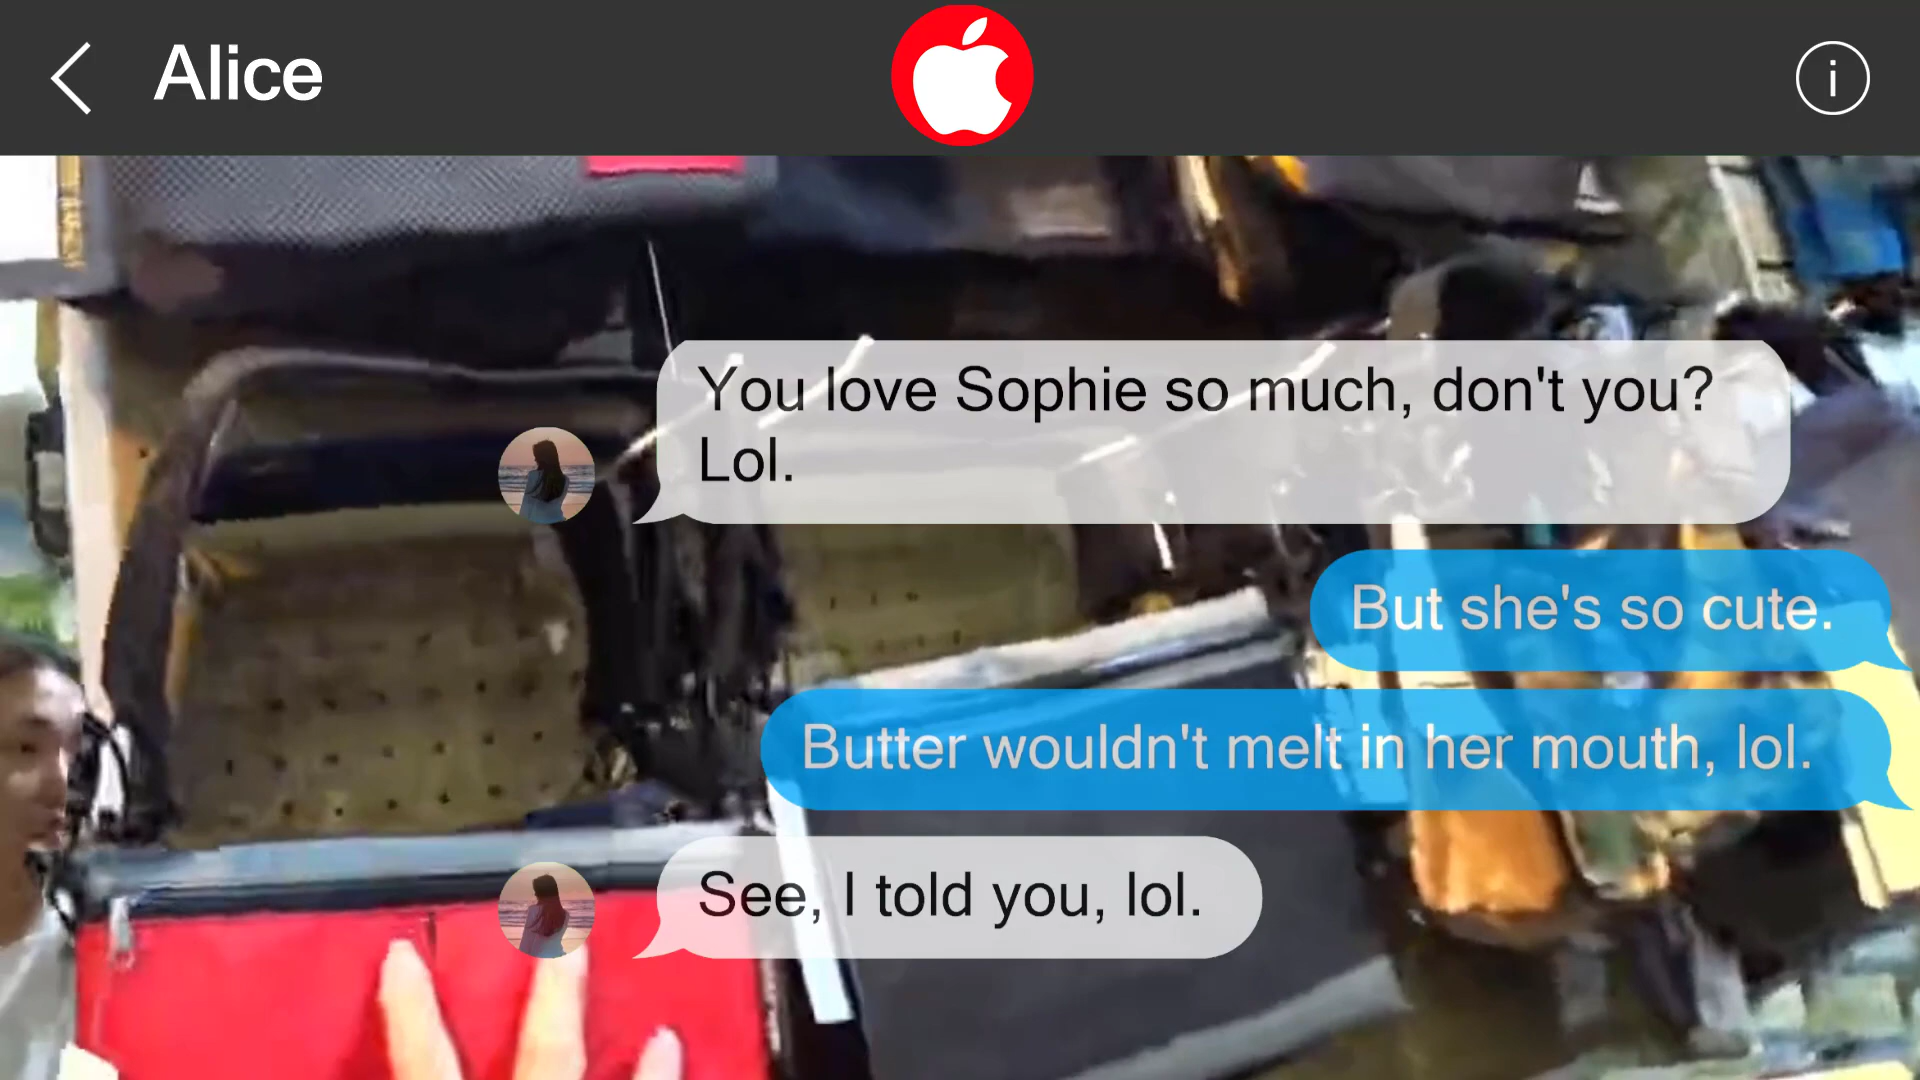 Alice
You love Sophie so much, don't you?
Lol.
But she's so cute.
Butter wouldn't melt in her mouth, lol.
See, I told you, lol.